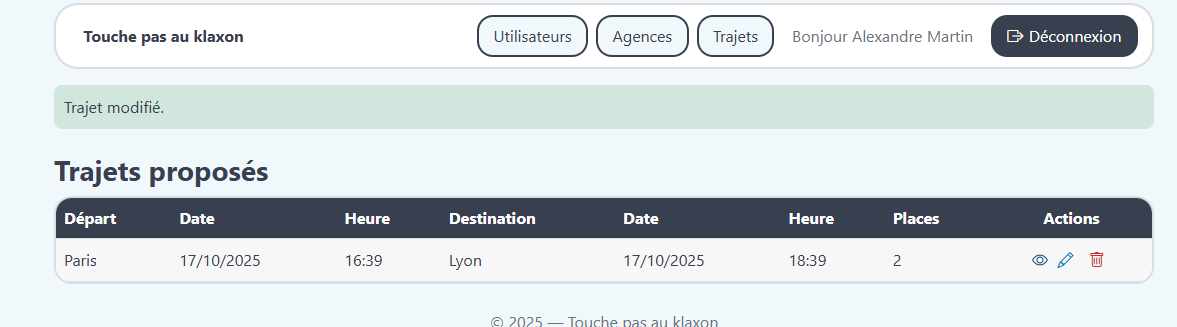 Touche pas au klaxon Utilisateurs Agences Trajets Bonjour Alexandre Martin Déconnexion
Trajet modifié.
Trajets proposés
Départ Date Heure Destination Date Heure Places Actions
Paris 17/10/2025 16:39 Lyon 17/10/2025 18:39 2
© 2025 — Touche pas au klaxon